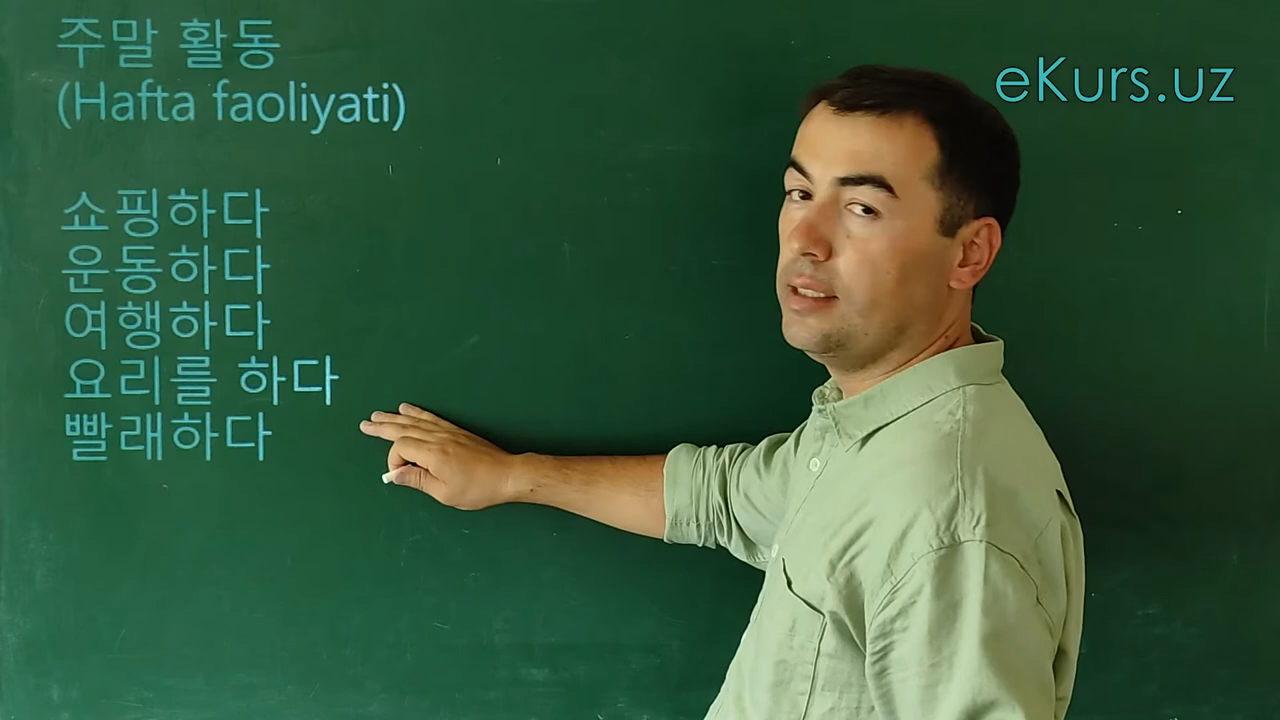 주말 활동
(Hafta faoliyati)
eKurs.uz
쇼핑하다
운동하다
여행하다
요리를 하다
빨래하다